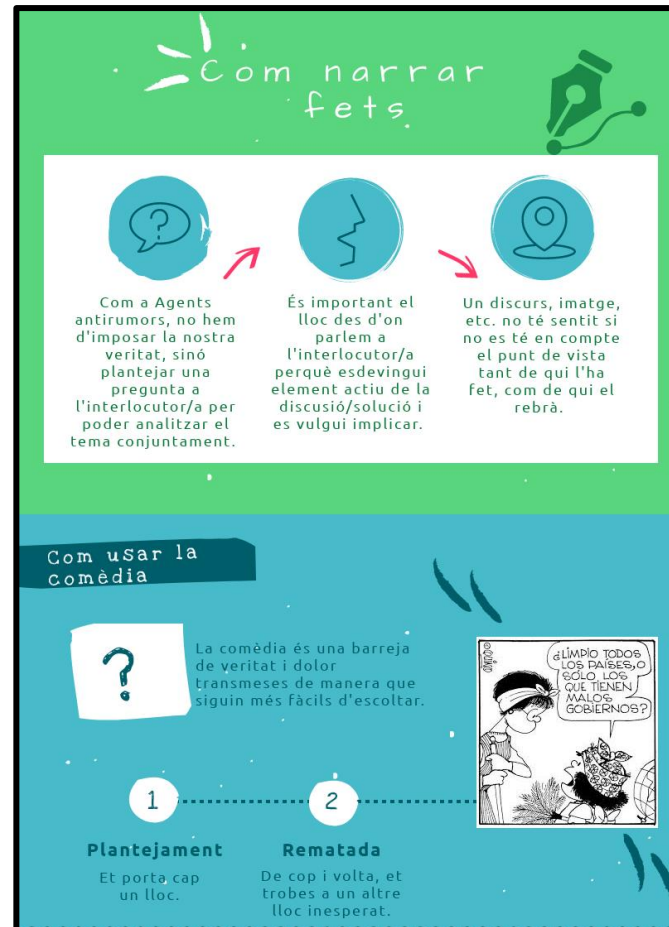 Com narrar
fets
?
Com a Agents
antirumors, no hem
d'imposar la nostra
veritat, sinó
plantejar una
pregunta a
l'interlocutor/a per
poder analitzar el
tema conjuntament.
És important el
lloc des d'on
parlem a
l'interlocutor/a
perquè esdevingui
element actiu de la
discusió/solució i
es vulgui implicar.
Un discurs, imatge,
etc. no té sentit si
no es té en compte
el punt de vista
tant de qui l'ha
fet, com de qui el
rebrà.
Com usar la
comèdia
?
La comèdia és una barreja
de veritat i dolor
transmeses de manera que
siguin més fàcils d'escoltar.
©QUINO
¿LIMPIO TODOS
LOS PAÍSES, O
SÓLO LOS
QUE TIENEN
MALOS
GOBIERNOS?
1
Plantejament
Et porta cap
un lloc.
2
Rematada
De cop i volta, et
trobes a un altre
lloc inesperat.